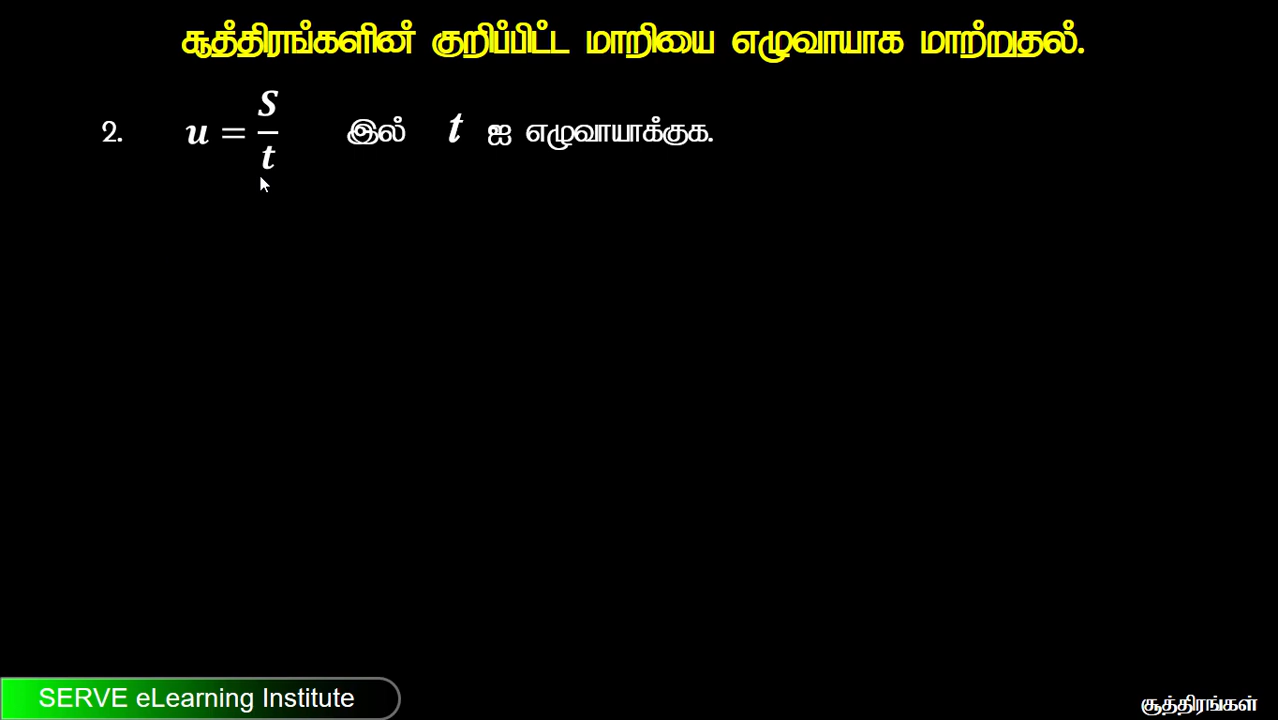 சூத்திரங்களின் குறிப்பிட்ட மாறியை எழுவாயாக மாற்றுதல்.
2. u = S/t இல் t ஐ எழுவாயாக்குக.
SERVE eLearning Institute
சூத்திரங்கள்